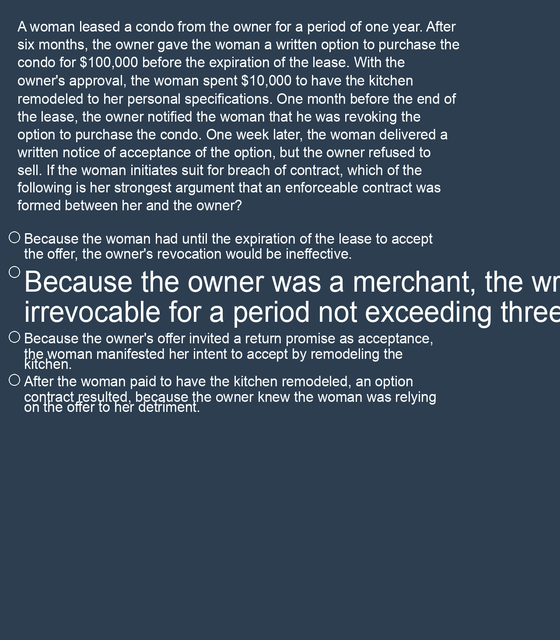 A woman leased a condo from the owner for a period of one year. After
six months, the owner gave the woman a written option to purchase the
condo for $100,000 before the expiration of the lease. With the
owner's approval, the woman spent $10,000 to have the kitchen
remodeled to her personal specifications. One month before the end of
the lease, the owner notified the woman that he was revoking the
option to purchase the condo. One week later, the woman delivered a
written notice of acceptance of the option, but the owner refused to
sell. If the woman initiates suit for breach of contract, which of the
following is her strongest argument that an enforceable contract was
formed between her and the owner?
Because the woman had until the expiration of the lease to accept
the offer, the owner's revocation would be ineffective.
Because the owner was a merchant, the
irrevocable for a period not exceeding three
Because the owner's offer invited a return promise as acceptance,
the woman manifested her intent to accept by remodeling the
kitchen.
After the woman paid to have the kitchen remodeled, an option
contract resulted, because the owner knew the woman was relying
on the offer to her detriment.